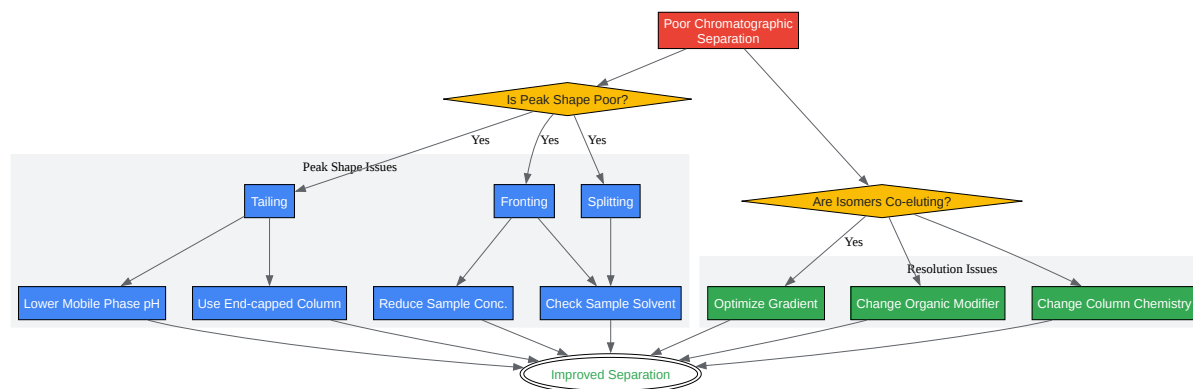 Poor Chromatographic
Separation
Is Peak Shape Poor?
Yes
Yes
Yes
Peak Shape Issues
Tailing
Fronting
Splitting
Are Isomers Co-eluting?
Yes
Resolution Issues
Lower Mobile Phase pH
Use End-capped Column
Reduce Sample Conc.
Check Sample Solvent
Optimize Gradient
Change Organic Modifier
Change Column Chemistry
Improved Separation